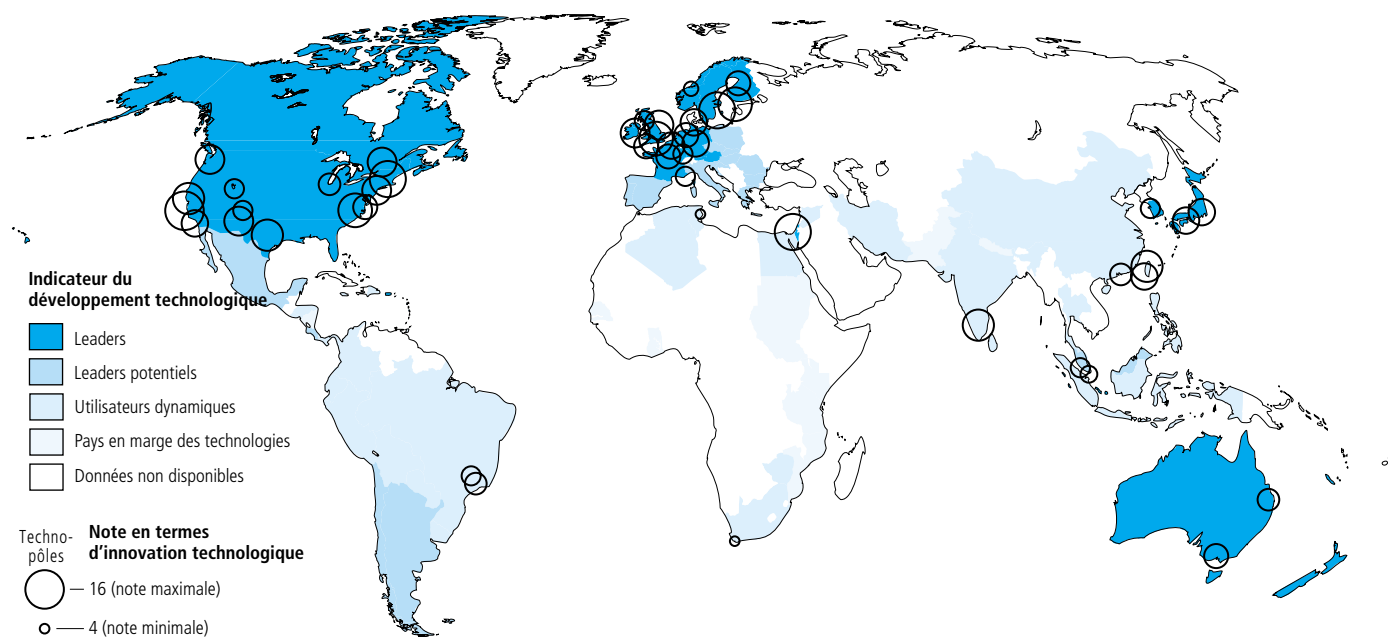 Indicateur du
développement technologique
Leaders
Leaders potentiels
Utilisateurs dynamiques
Pays en marge des technologies
Données non disponibles
Techno-
pôles
Note en termes
d'innovation technologique
16 (note maximale)
4 (note minimale)